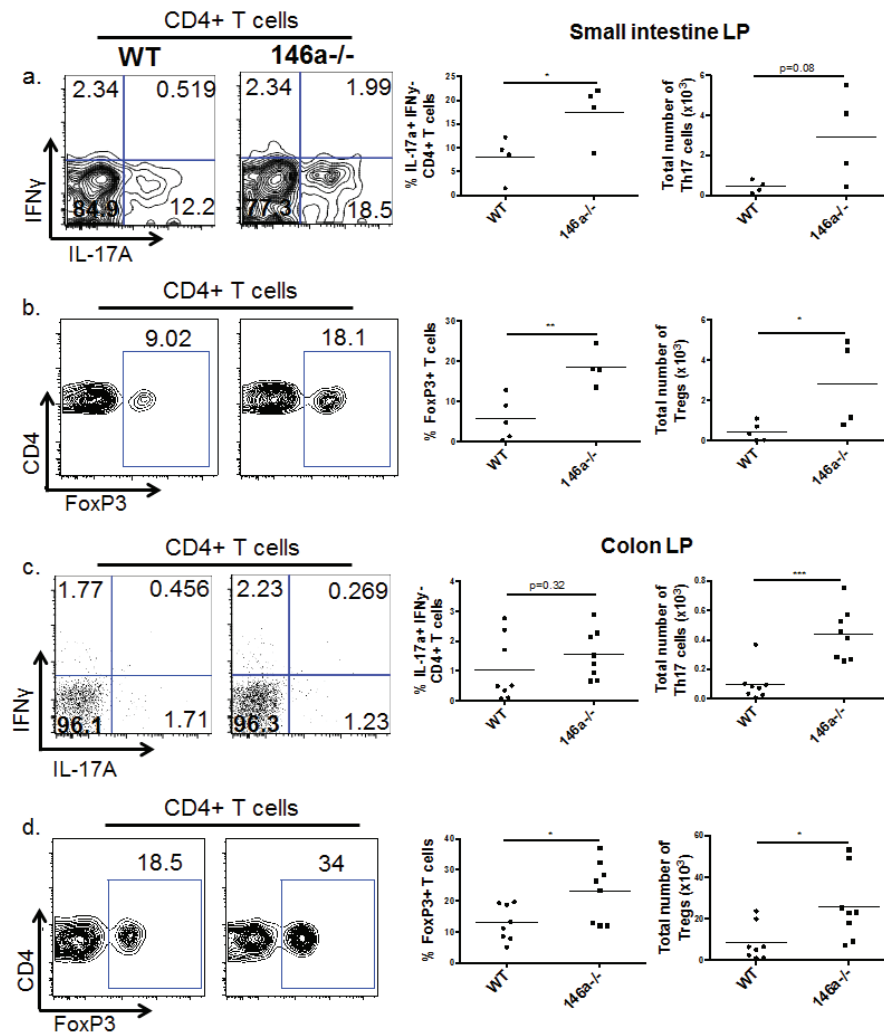 CD4+ T cells
WT 146a-/-
Small intestine LP
a.
2.34 0.519
2.34 1.99
84.9 12.2
77.3 18.5
IFNγ
IL-17A
% IL-17a+ IFNγ-
CD4+ T cells
25
20
15
10
5
0
*
WT 146a-/-
Total number of
Th17 cells (x10³)
6
4
2
0
p=0.08
WT 146a-/-
b.
CD4+ T cells
9.02 18.1
CD4
FoxP3
% FoxP3+ T cells
30
20
10
0
**
WT 146a-/-
Total number of
Tregs (x10³)
6
4
2
0
*
WT 146a-/-
c.
CD4+ T cells
Colon LP
1.77 0.456
2.23 0.269
96.1 1.71
96.3 1.23
IFNγ
IL-17A
% IL-17a+ IFNγ-
CD4+ T cells
4
3
2
1
0
p=0.32
WT 146a-/-
Total number of
Th17 cells (x10³)
0.8
0.6
0.4
0.2
0.0
***
WT 146a-/-
d.
CD4+ T cells
18.5 34
CD4
FoxP3
% FoxP3+ T cells
40
30
20
10
0
*
WT 146a-/-
Total number of
Tregs (x10³)
60
40
20
0
*
WT 146a-/-